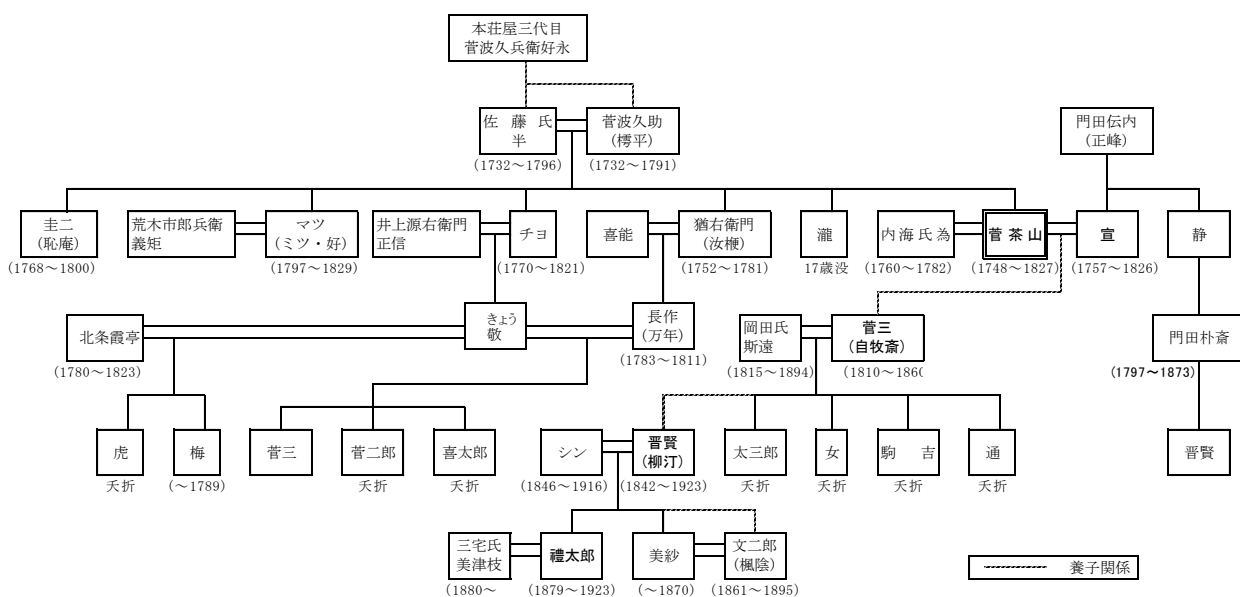 本荘屋三代目
菅波久兵衛好永
佐藤氏
半
(1732〜1796)
菅波久助
(樗平)
(1732〜1791)
門田伝内
(正峰)
圭二
(恥庵)
(1768〜1800)
荒木市郎兵衛
義矩
マツ
(ミツ・好)
(1797〜1829)
井上源右衛門
正信
チヨ
(1770〜1821)
喜能
猶右衛門
(汝楩)
(1752〜1781)
瀧
17歳没
内海氏為
(1760〜1782)
菅茶山
(1748〜1827)
宣
(1757〜1826)
静
北条霞亭
(1780〜1823)
きょう
敬
長作
(万年)
(1783〜1811)
岡田氏
斯遠
(1815〜1894)
菅三
(自牧斎)
(1810〜1860
門田朴斎
(1797〜1873)
虎
夭折
梅
(〜1789)
菅三
菅二郎
夭折
喜太郎
夭折
シン
(1846〜1916)
晋賢
(柳汀)
(1842〜1923)
太三郎
夭折
女
夭折
駒吉
夭折
通
夭折
晋賢
三宅氏
美津枝
(1880〜
禮太郎
(1879〜1923)
美紗
(〜1870)
文二郎
(楓陰)
(1861〜1895)
養子関係